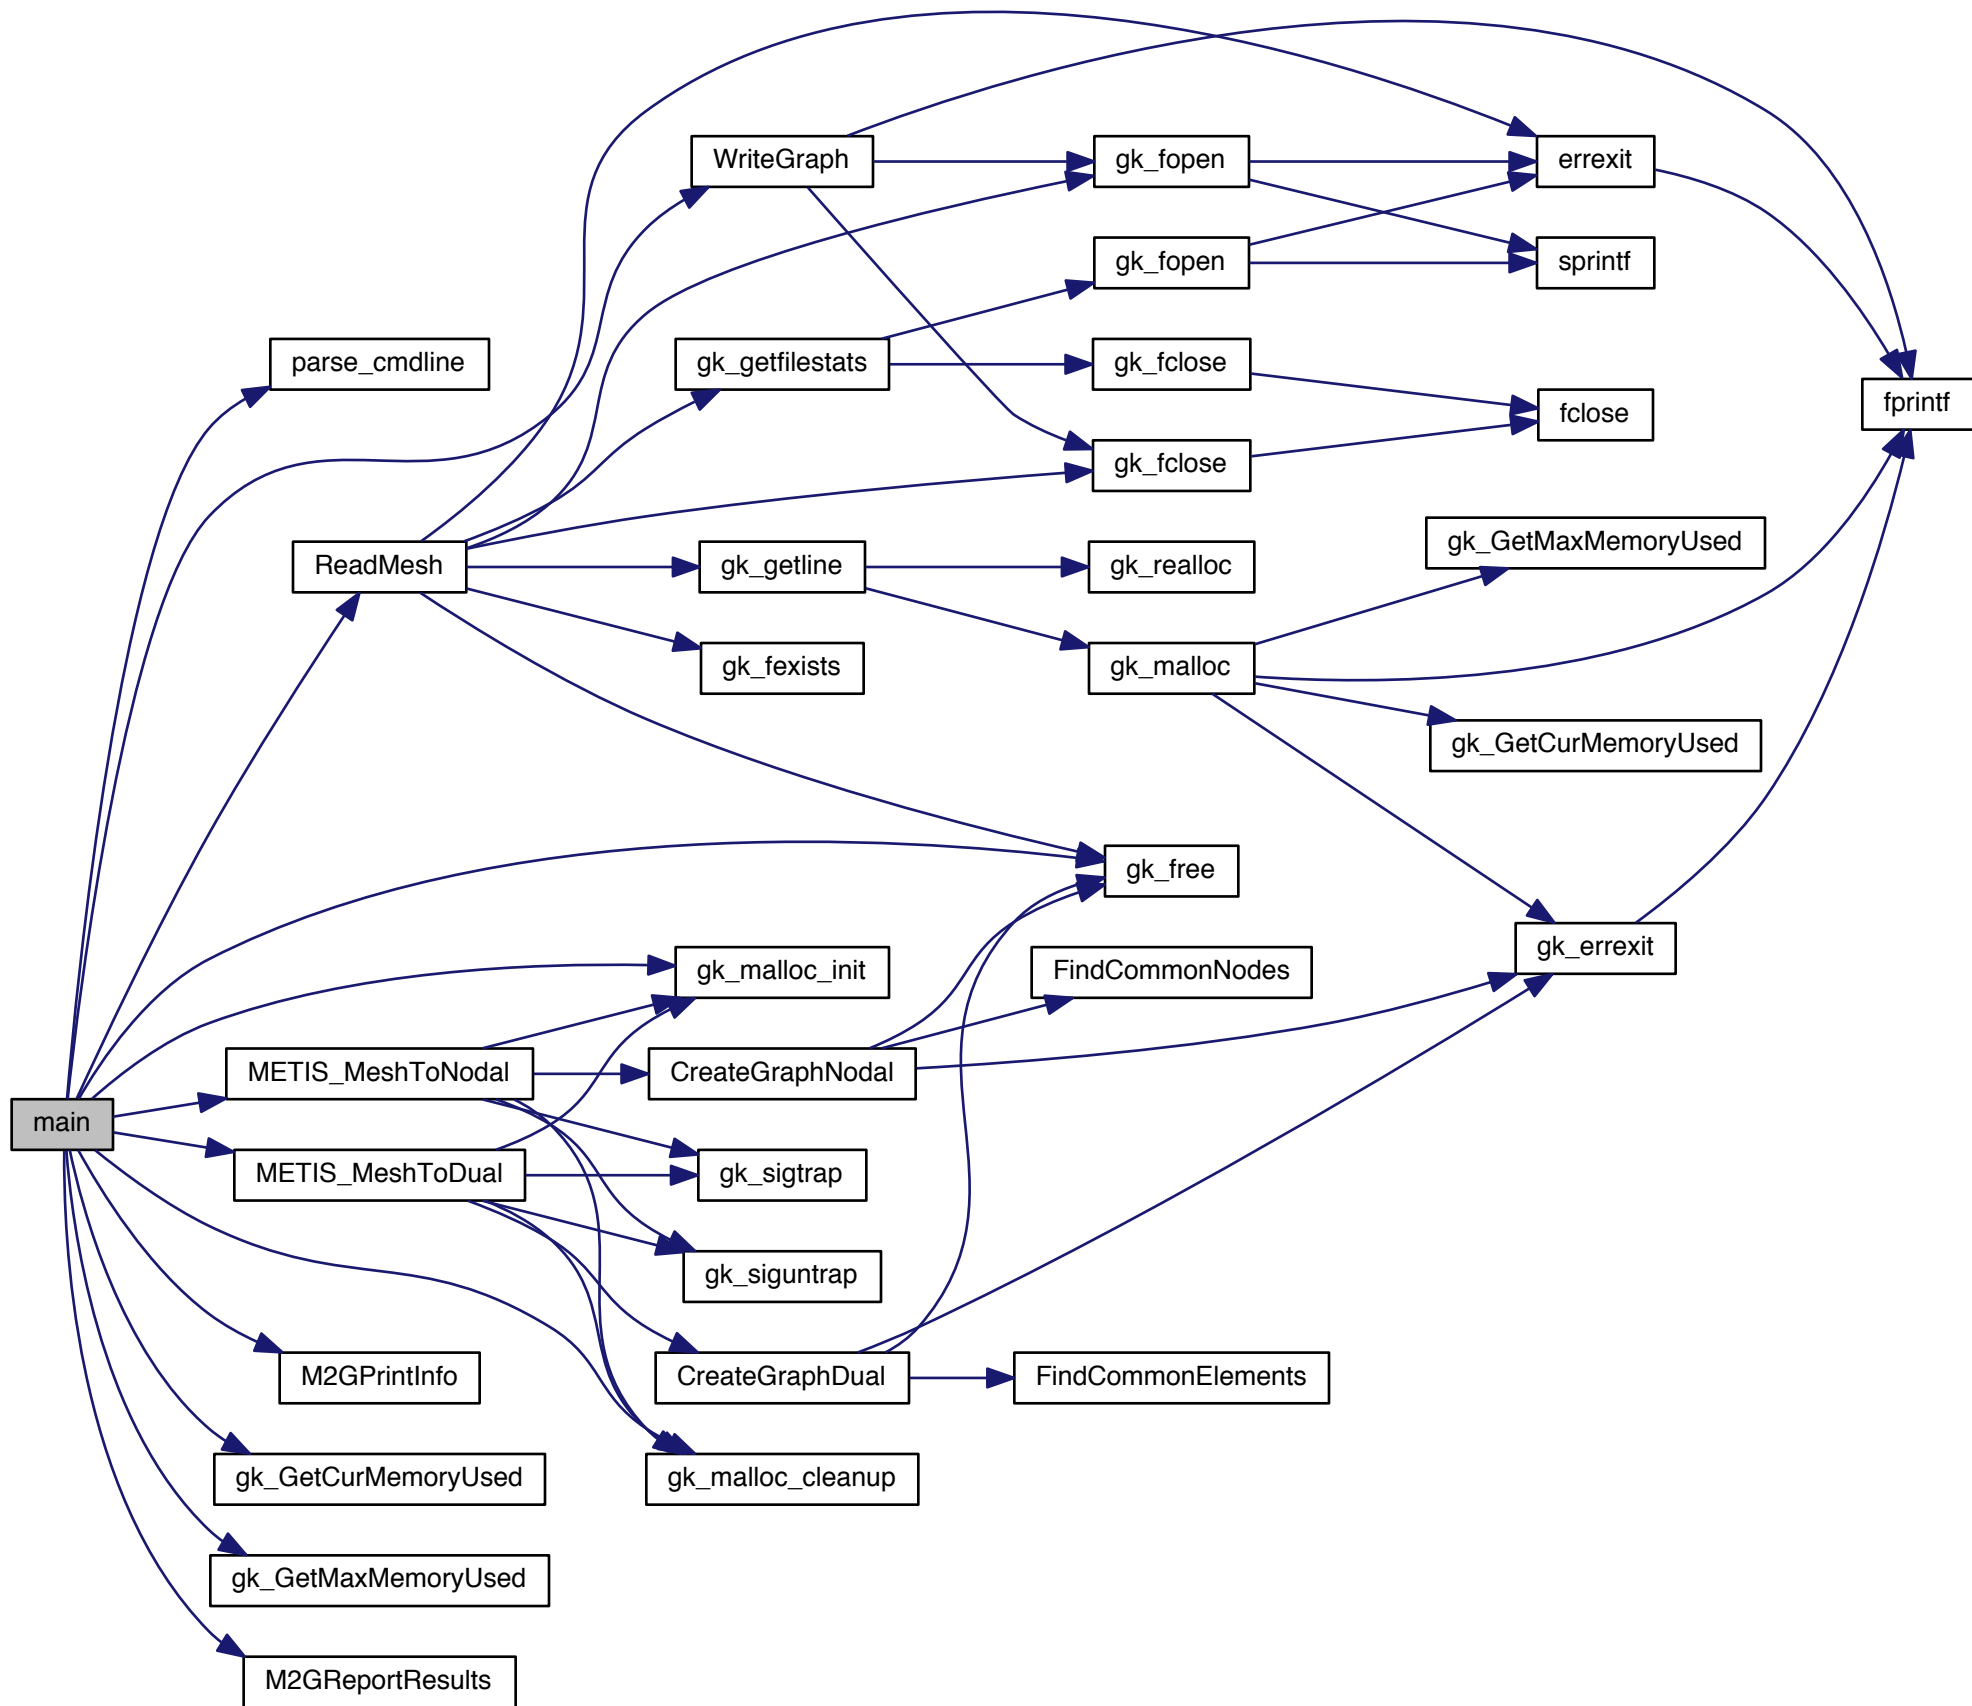 WriteGraph
gk_fopen
errexit
gk_fopen
sprintf
parse_cmdline
gk_getfilestats
gk_fclose
fclose
fprintf
gk_fclose
ReadMesh
gk_getline
gk_realloc
gk_GetMaxMemoryUsed
gk_fexists
gk_malloc
gk_GetCurMemoryUsed
gk_free
gk_errexit
gk_malloc_init
FindCommonNodes
METIS_MeshToNodal
CreateGraphNodal
main
METIS_MeshToDual
gk_sigtrap
gk_siguntrap
M2GPrintInfo
CreateGraphDual
FindCommonElements
gk_GetCurMemoryUsed
gk_malloc_cleanup
gk_GetMaxMemoryUsed
M2GReportResults